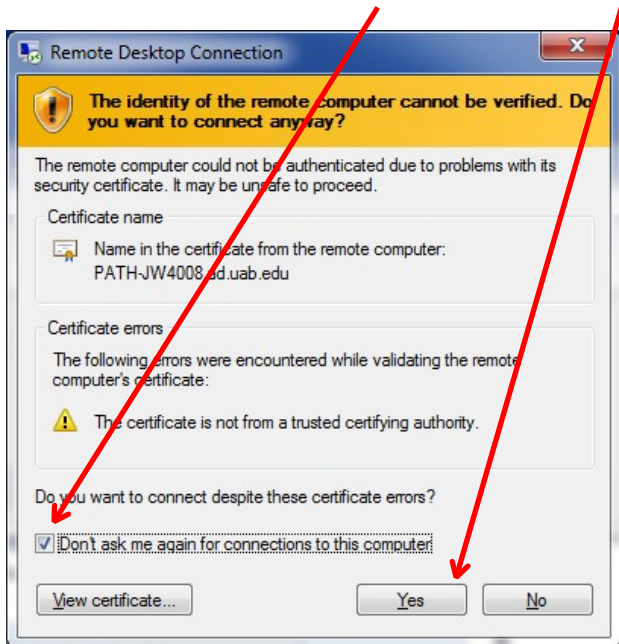 Remote Desktop Connection
The identity of the remote computer cannot be verified. Do
you want to connect anyway?
The remote computer could not be authenticated due to problems with its
security certificate. It may be unsafe to proceed.
Certificate name
Name in the certificate from the remote computer:
PATH-JW4008.ad.uab.edu
Certificate errors
The following errors were encountered while validating the remote
computer's certificate:
The certificate is not from a trusted certifying authority.
Do you want to connect despite these certificate errors?
Don't ask me again for connections to this computer
View certificate... Yes No